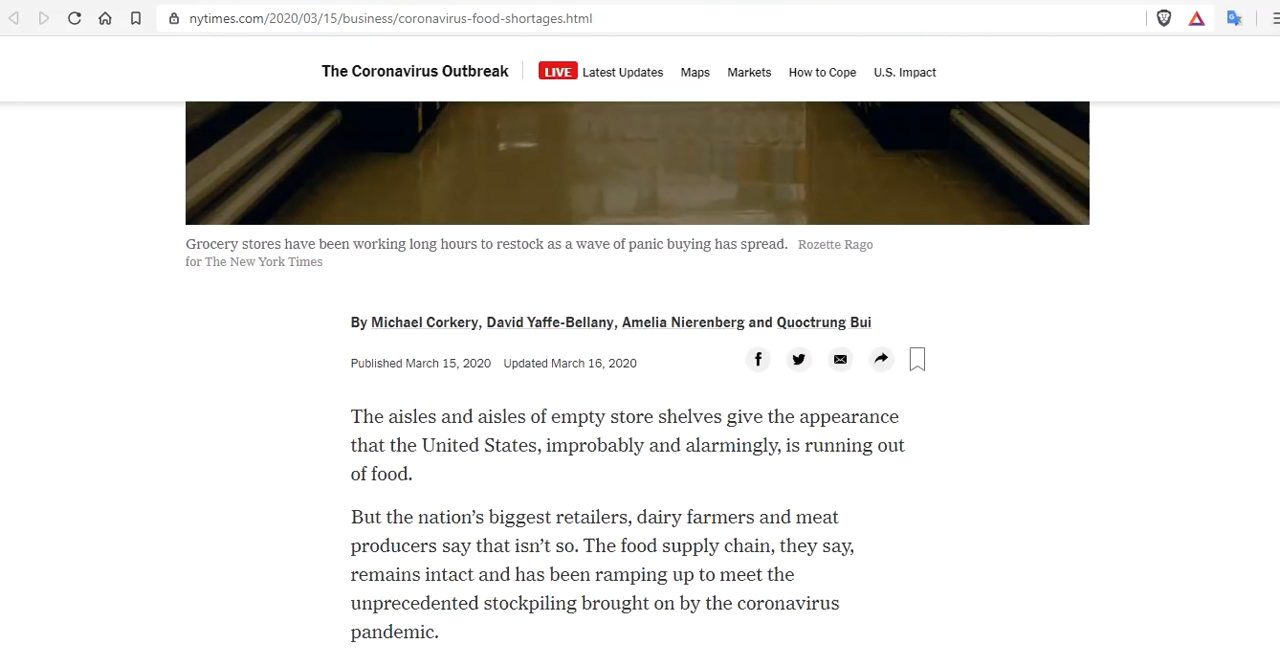 nytimes.com/2020/03/15/business/coronavirus-food-shortages.html
The Coronavirus Outbreak LIVE Latest Updates Maps Markets How to Cope U.S. Impact
Grocery stores have been working long hours to restock as a wave of panic buying has spread. Rozette Rago
for The New York Times
By Michael Corkery, David Yaffe-Bellany, Amelia Nierenberg and Quoctrung Bui
Published March 15, 2020 Updated March 16, 2020
The aisles and aisles of empty store shelves give the appearance
that the United States, improbably and alarmingly, is running out
of food.
But the nation’s biggest retailers, dairy farmers and meat
producers say that isn’t so. The food supply chain, they say,
remains intact and has been ramping up to meet the
unprecedented stockpiling brought on by the coronavirus
pandemic.